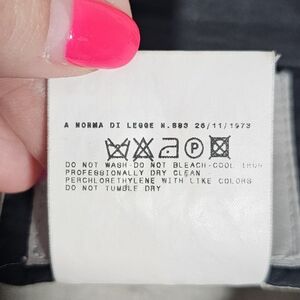 A NORMA DI LEGGE N.883 26/11/1973
P
DO NOT WASH-DO NOT BLEACH-COOL IRON
PROFESSIONALLY DRY CLEAN
PERCHLORETHYLENE WITH LIKE COLORS
DO NOT TUMBLE DRY